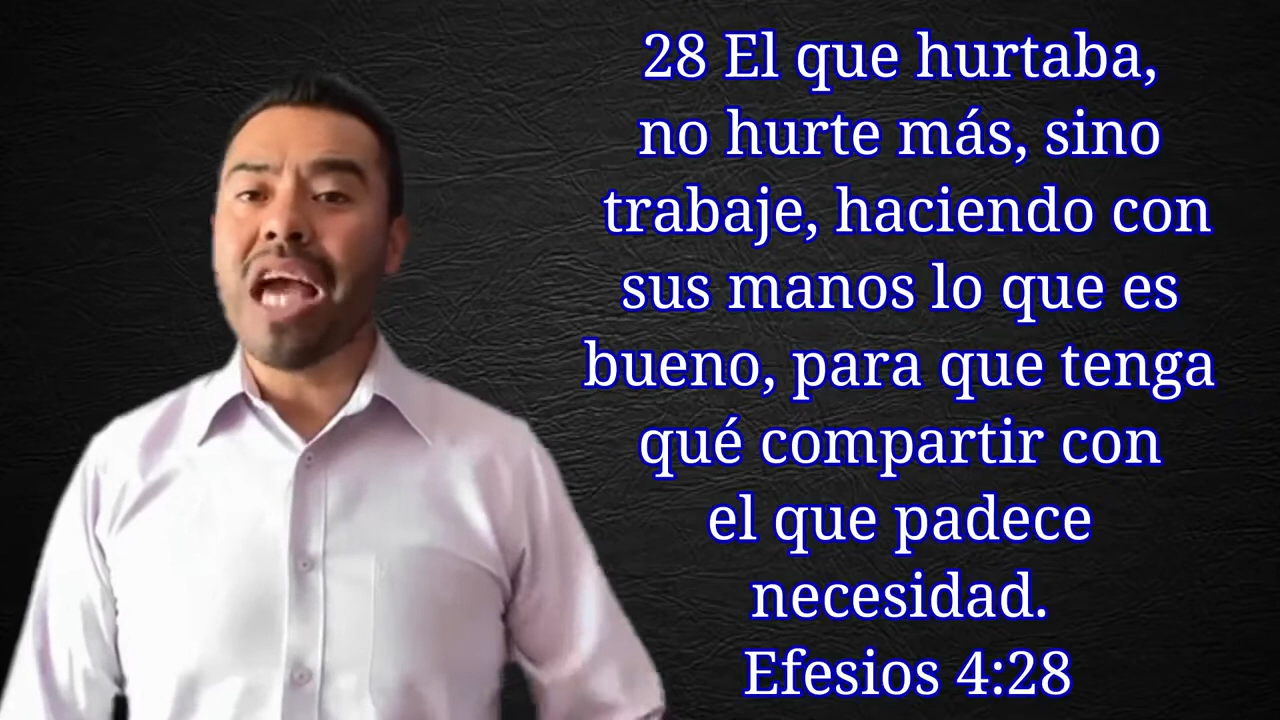 28 El que hurtaba,
no hurte más, sino
trabaje, haciendo con
sus manos lo que es
bueno, para que tenga
qué compartir con
el que padece
necesidad.
Efesios 4:28